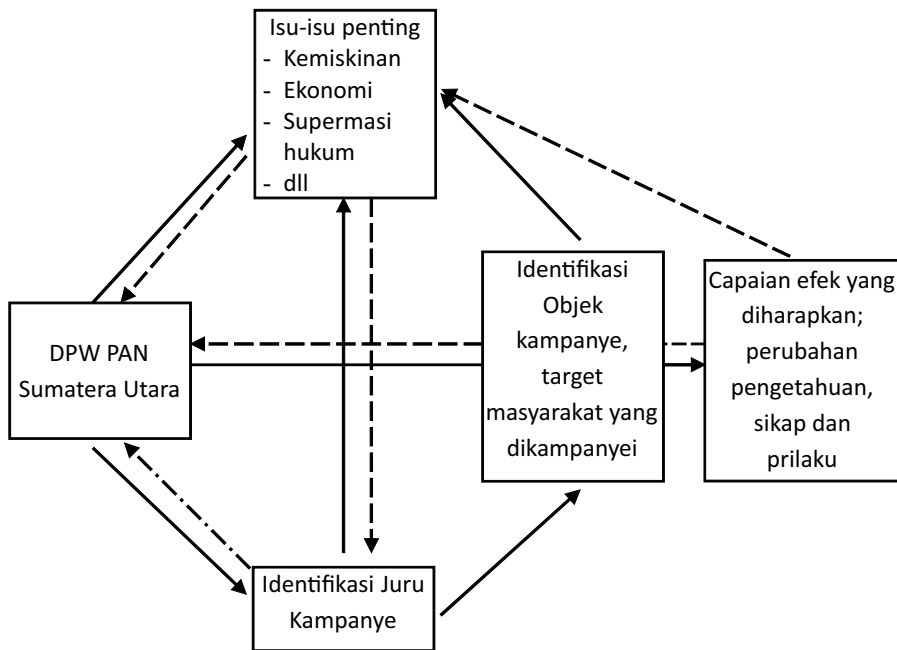 Isu-isu penting
- Kemiskinan
- Ekonomi
- Supermasi
hukum
- dll
DPW PAN
Sumatera Utara
Identifikasi
Objek
kampanye,
target
masyarakat yang
dikampanyei
Capaian efek yang
diharapkan;
perubahan
pengetahuan,
sikap dan
prilaku
Identifikasi Juru
Kampanye